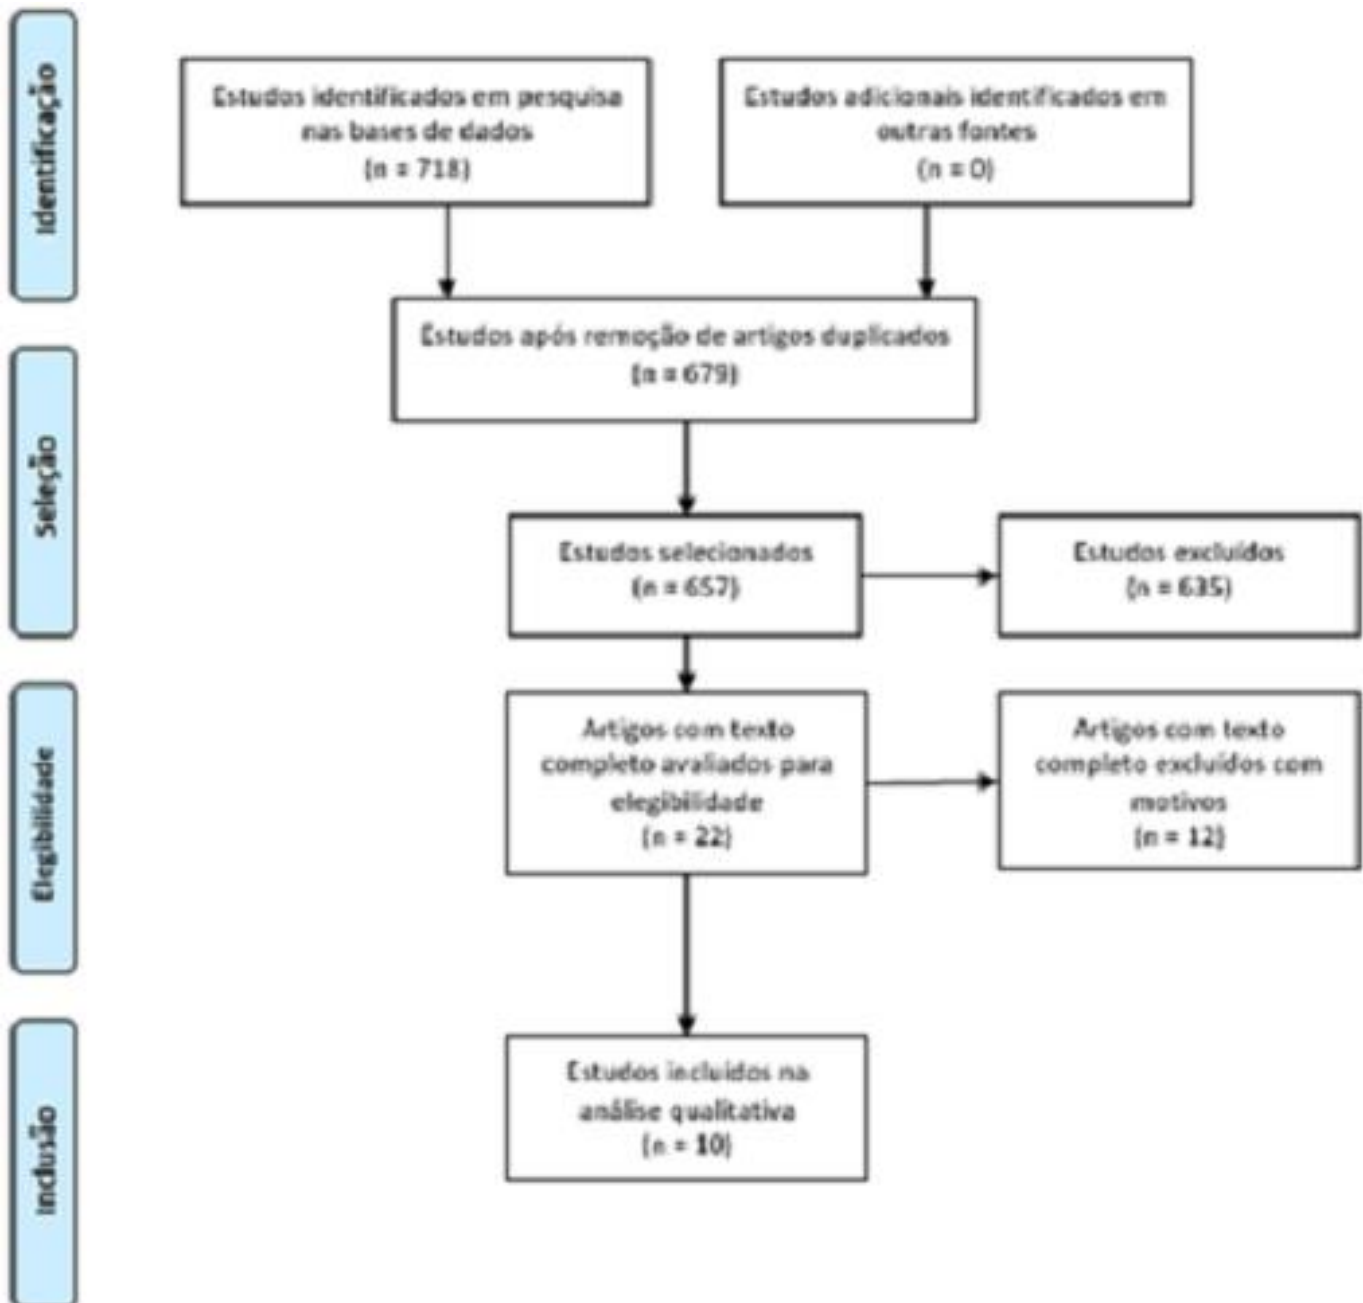 Identificação
Estudos identificados em pesquisa
nas bases de dados
(n = 718)
Estudos adicionais identificados em
outras fontes
(n = 0)
Estudos após remoção de artigos duplicados
(n = 679)
Seleção
Estudos selecionados
(n = 657)
Estudos excluídos
(n = 635)
Elegibilidade
Artigos com texto
completo avaliados para
elegibilidade
(n = 22)
Artigos com texto
completo excluídos com
motivos
(n = 12)
Inclusão
Estudos incluídos na
análise qualitativa
(n = 10)